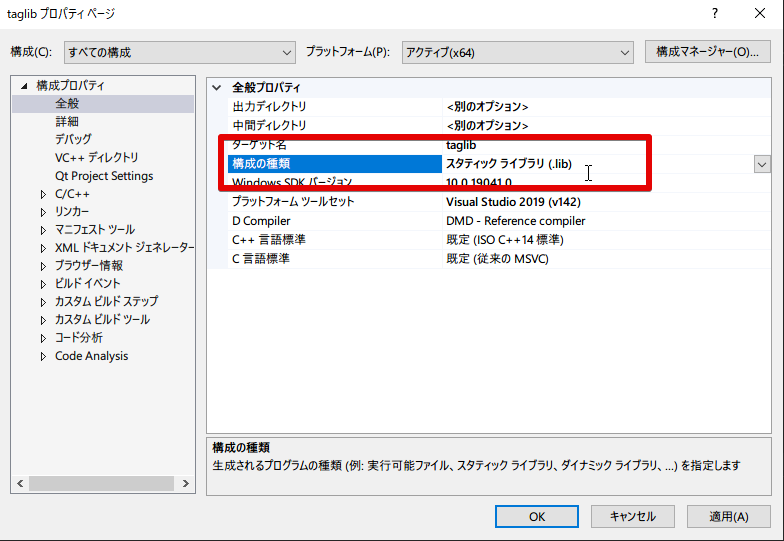 taglib プロパティ ページ
? ×
構成(C): すべての構成 プラットフォーム(P): アクティブ(x64) 構成マネージャー(O)...
構成プロパティ
全般
詳細
デバッグ
VC++ ディレクトリ
Qt Project Settings
C/C++
リンカー
マニフェスト ツール
XML ドキュメント ジェネレーター
ブラウザー情報
ビルド イベント
カスタム ビルド ステップ
カスタム ビルド ツール
コード分析
Code Analysis
全般プロパティ
出力ディレクトリ <別のオプション>
中間ディレクトリ <別のオプション>
ターゲット名 taglib
構成の種類 スタティック ライブラリ (.lib)
Windows SDK バージョン 10.0.19041.0
プラットフォーム ツールセット Visual Studio 2019 (v142)
D Compiler DMD - Reference compiler
C++ 言語標準 既定 (ISO C++14 標準)
C 言語標準 既定 (従来の MSVC)
構成の種類
生成されるプログラムの種類 (例: 実行可能ファイル、スタティック ライブラリ、ダイナミック ライブラリ、...) を指定します
OK キャンセル 適用(A)